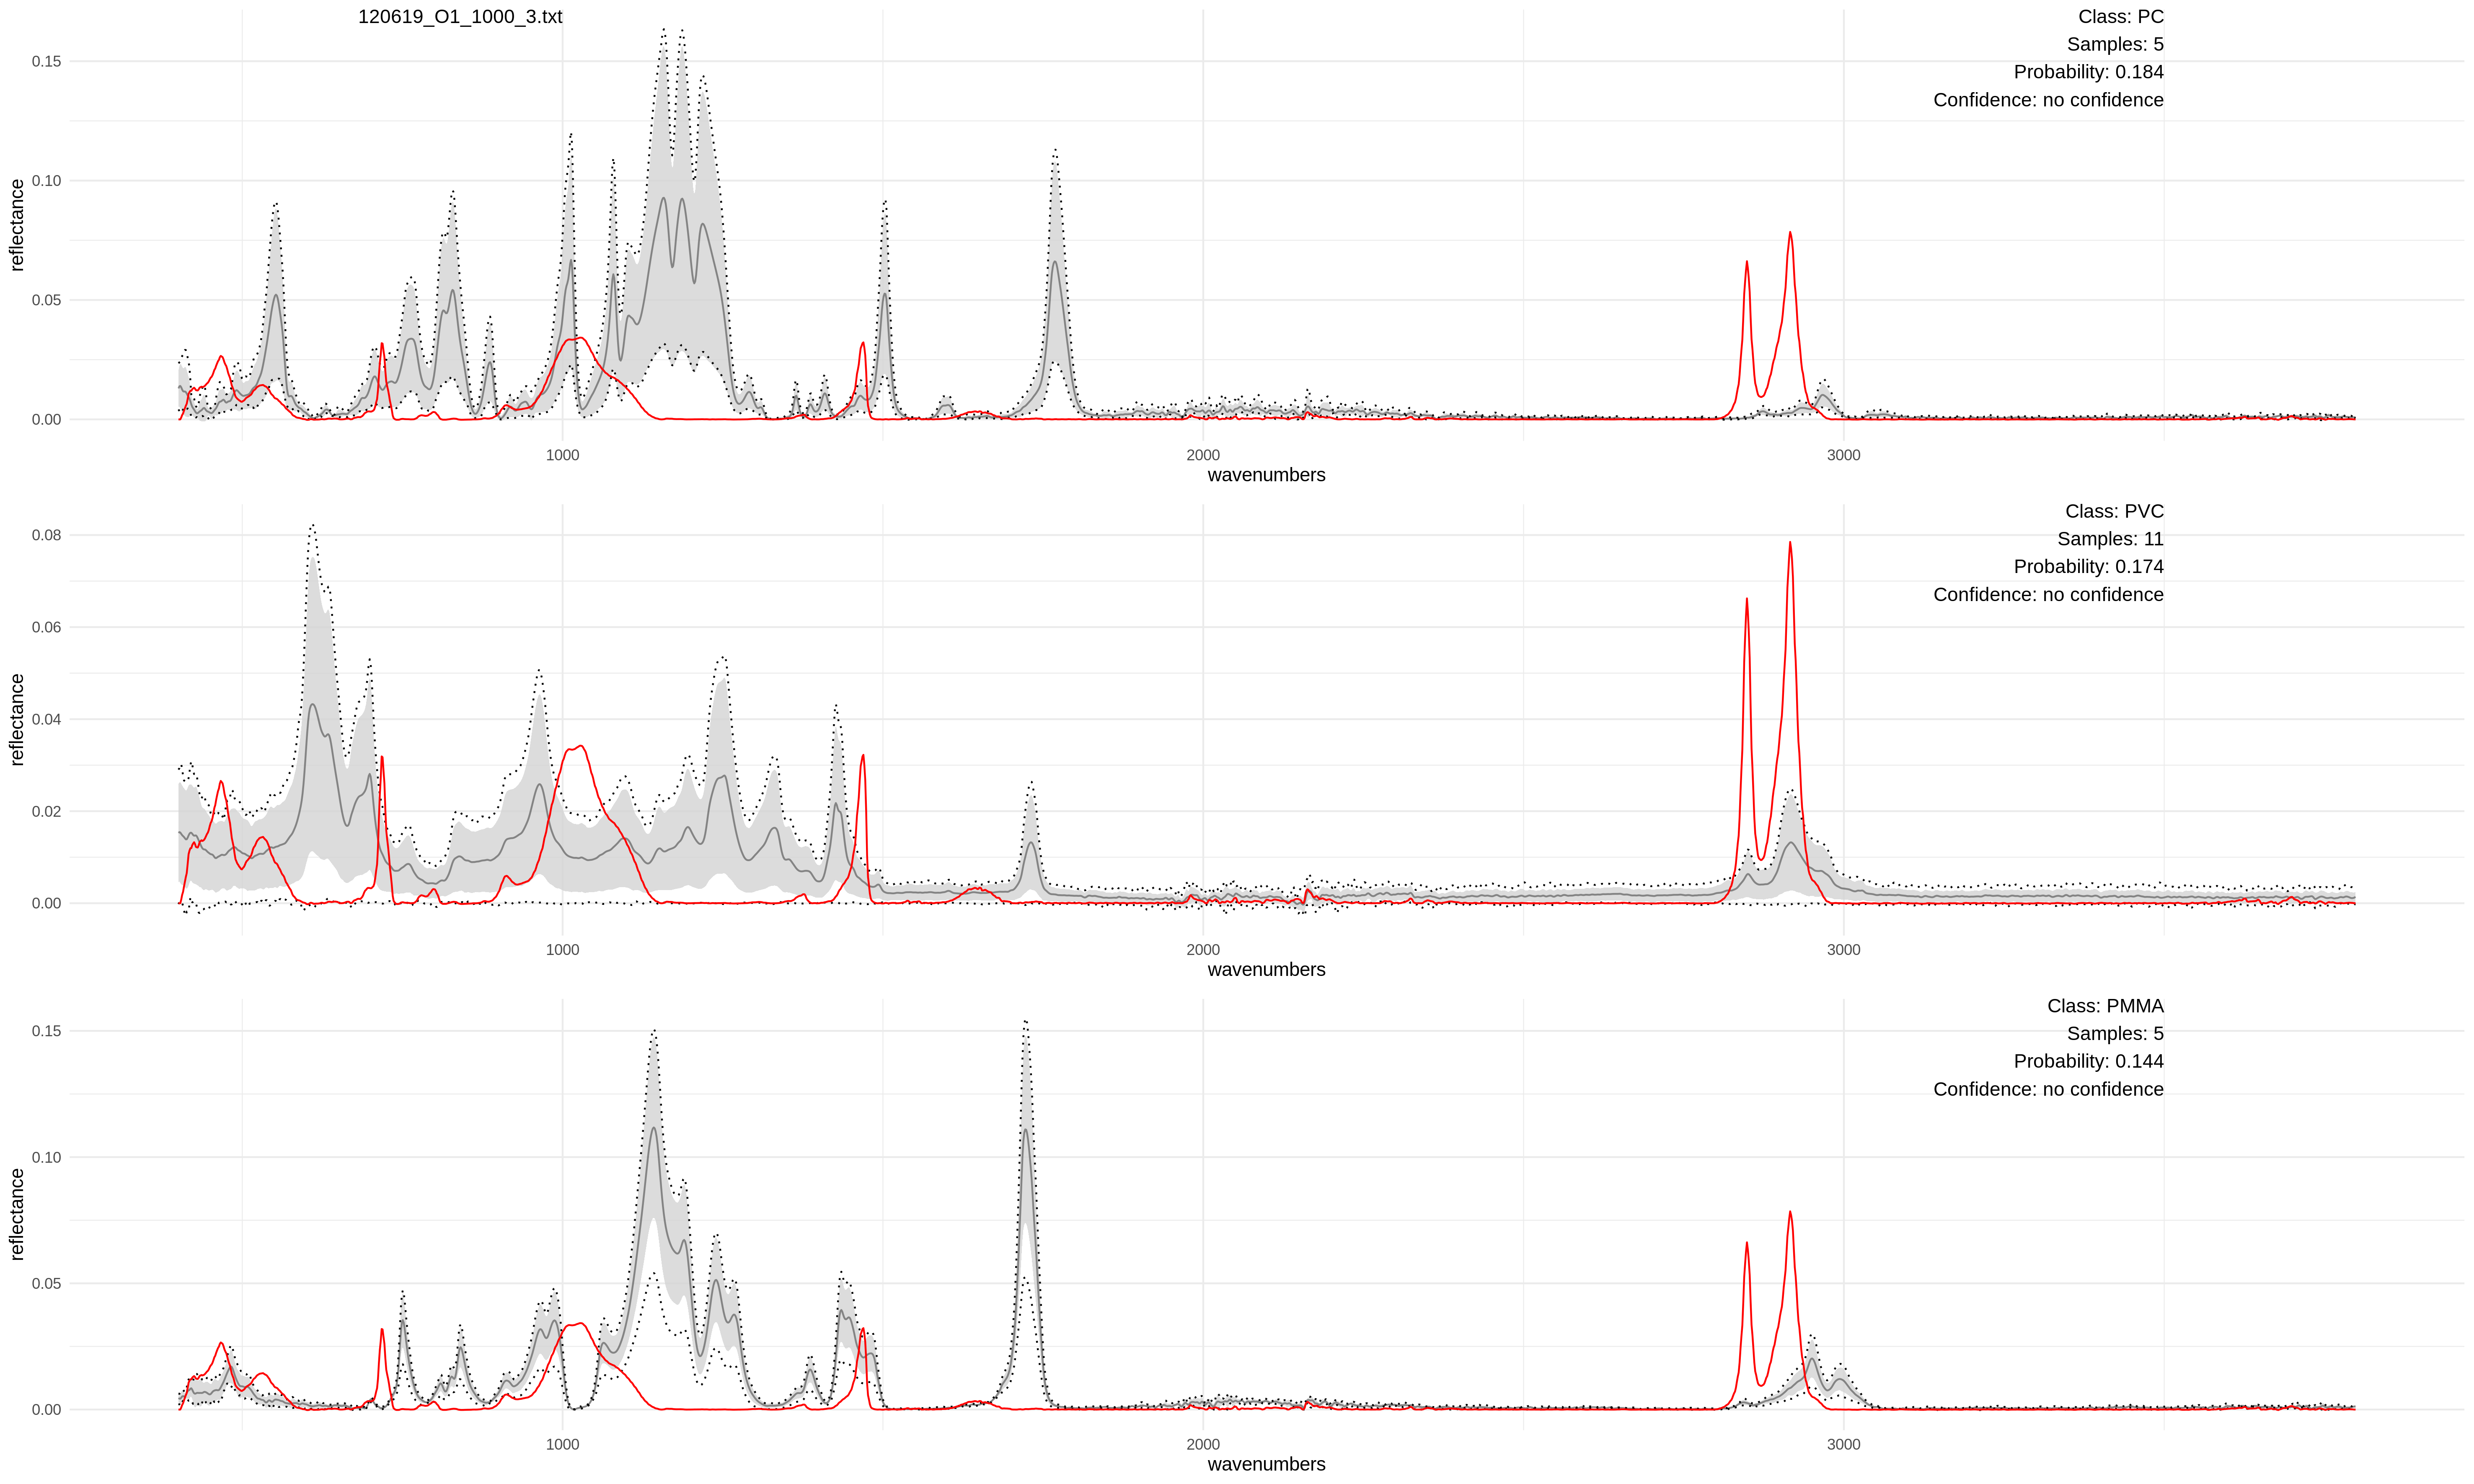 120619_O1_1000_3.txt
Class: PC
Samples: 5
Probability: 0.184
Confidence: no confidence
0.15
0.10
0.05
0.00
reflectance
1000
2000
3000
wavenumbers
Class: PVC
Samples: 11
Probability: 0.174
Confidence: no confidence
0.08
0.06
0.04
0.02
0.00
reflectance
1000
2000
3000
wavenumbers
Class: PMMA
Samples: 5
Probability: 0.144
Confidence: no confidence
0.15
0.10
0.05
0.00
reflectance
1000
2000
3000
wavenumbers